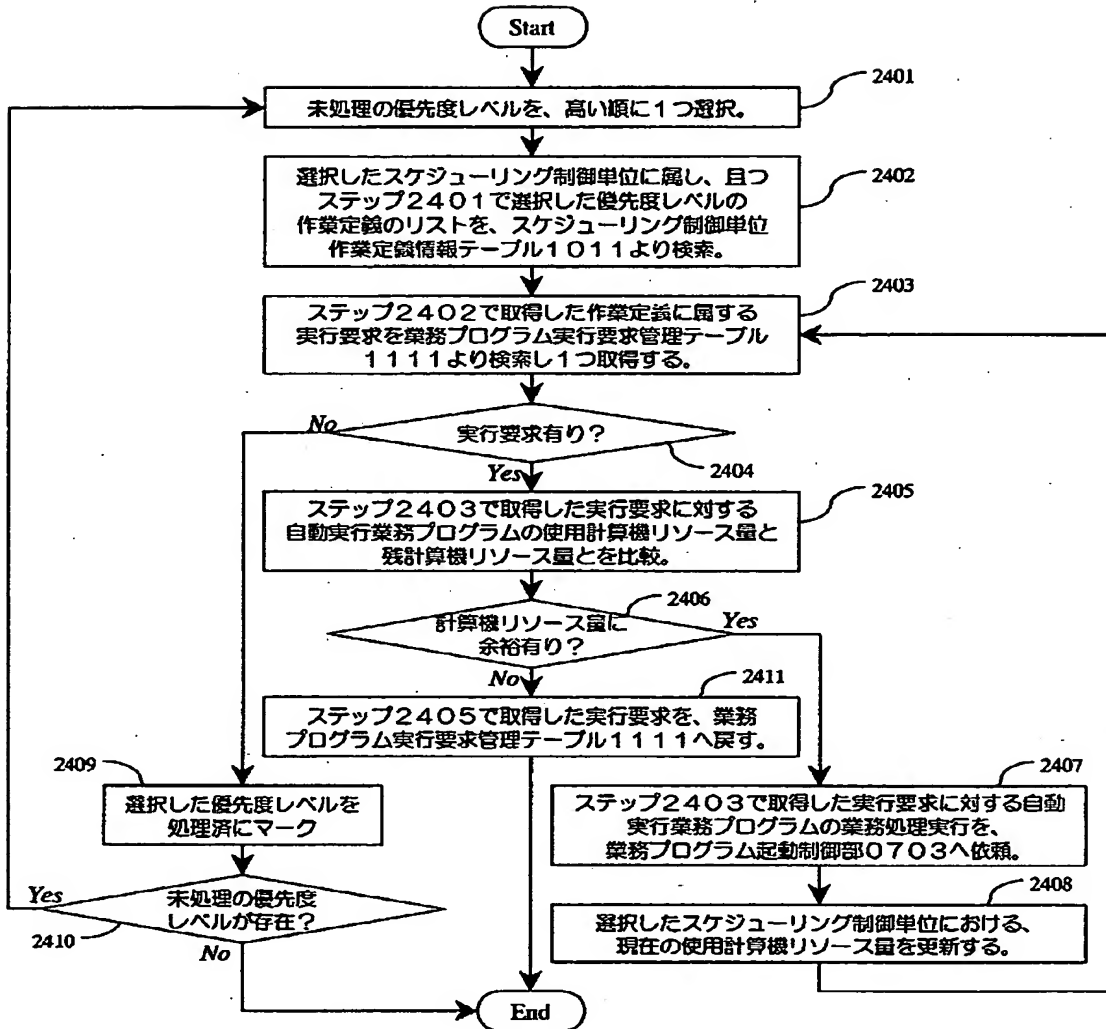 Start
2401
未処理の優先度レベルを、高い順に1つ選択。
2402
選択したスケジューリング制御単位に属し、且つ
ステップ2401で選択した優先度レベルの
作業定義のリストを、スケジューリング制御単位
作業定義情報テーブル1011より検索。
2403
ステップ2402で取得した作業定義に属する
実行要求を業務プログラム実行要求管理テーブル
1111より検索し1つ取得する。
No
実行要求有り?
2404
Yes
2405
ステップ2403で取得した実行要求に対する
自動実行業務プログラムの使用計算機リソース量と
残計算機リソース量とを比較。
2406
計算機リソース量に
余裕有り?
Yes
No
2411
ステップ2405で取得した実行要求を、業務
プログラム実行要求管理テーブル1111へ戻す。
2409
選択した優先度レベルを
処理済にマーク
2407
ステップ2403で取得した実行要求に対する自動
実行業務プログラムの業務処理実行を、
業務プログラム起動制御部0703へ依頼。
Yes
未処理の優先度
レベルが存在?
2410
No
2408
選択したスケジューリング制御単位における、
現在の使用計算機リソース量を更新する。
End